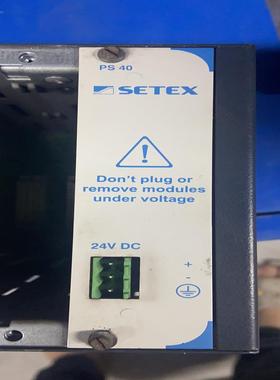 PS 40
SETEX
!
Don't plug or
remove modules
under voltage
24V DC
+
-